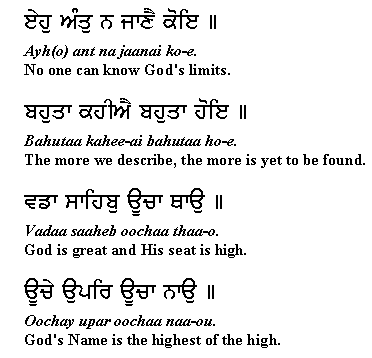 ਏਹੁ ਅੰਤੁ ਨ ਜਾਣੈ ਕੋਇ ॥
Ayh(o) ant na jaanai ko-e.
No one can know God's limits.
ਬਹੁਤਾ ਕਹੀਐ ਬਹੁਤਾ ਹੋਇ ॥
Bahutaa kahee-ai bahutaa ho-e.
The more we describe, the more is yet to be found.
ਵਡਾ ਸਾਹਿਬੁ ਊਚਾ ਥਾਉ ॥
Vadaa saaheb oochaa thaa-o.
God is great and His seat is high.
ਊਚੇ ਉਪਰਿ ਊਚਾ ਨਾਉ ॥
Oochay upar oochaa naa-ou.
God's Name is the highest of the high.